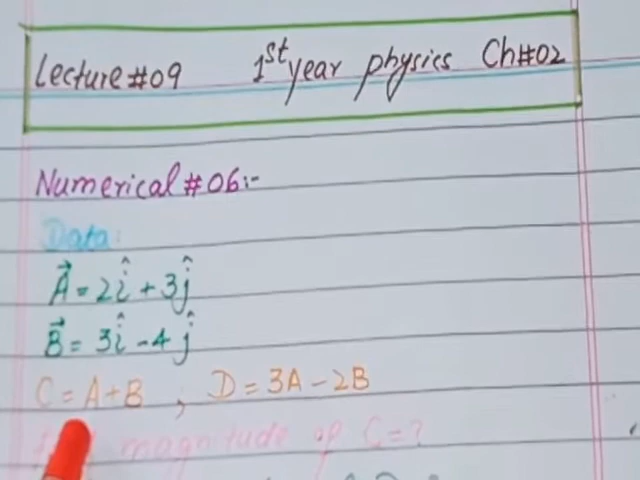 Lecture#09 1st year physics Ch#02
Numerical #06:-
Data:
A⃗ = 2î + 3ĵ
B⃗ = 3î - 4ĵ
C = A + B ; D = 3A - 2B
magnitude of C = ?